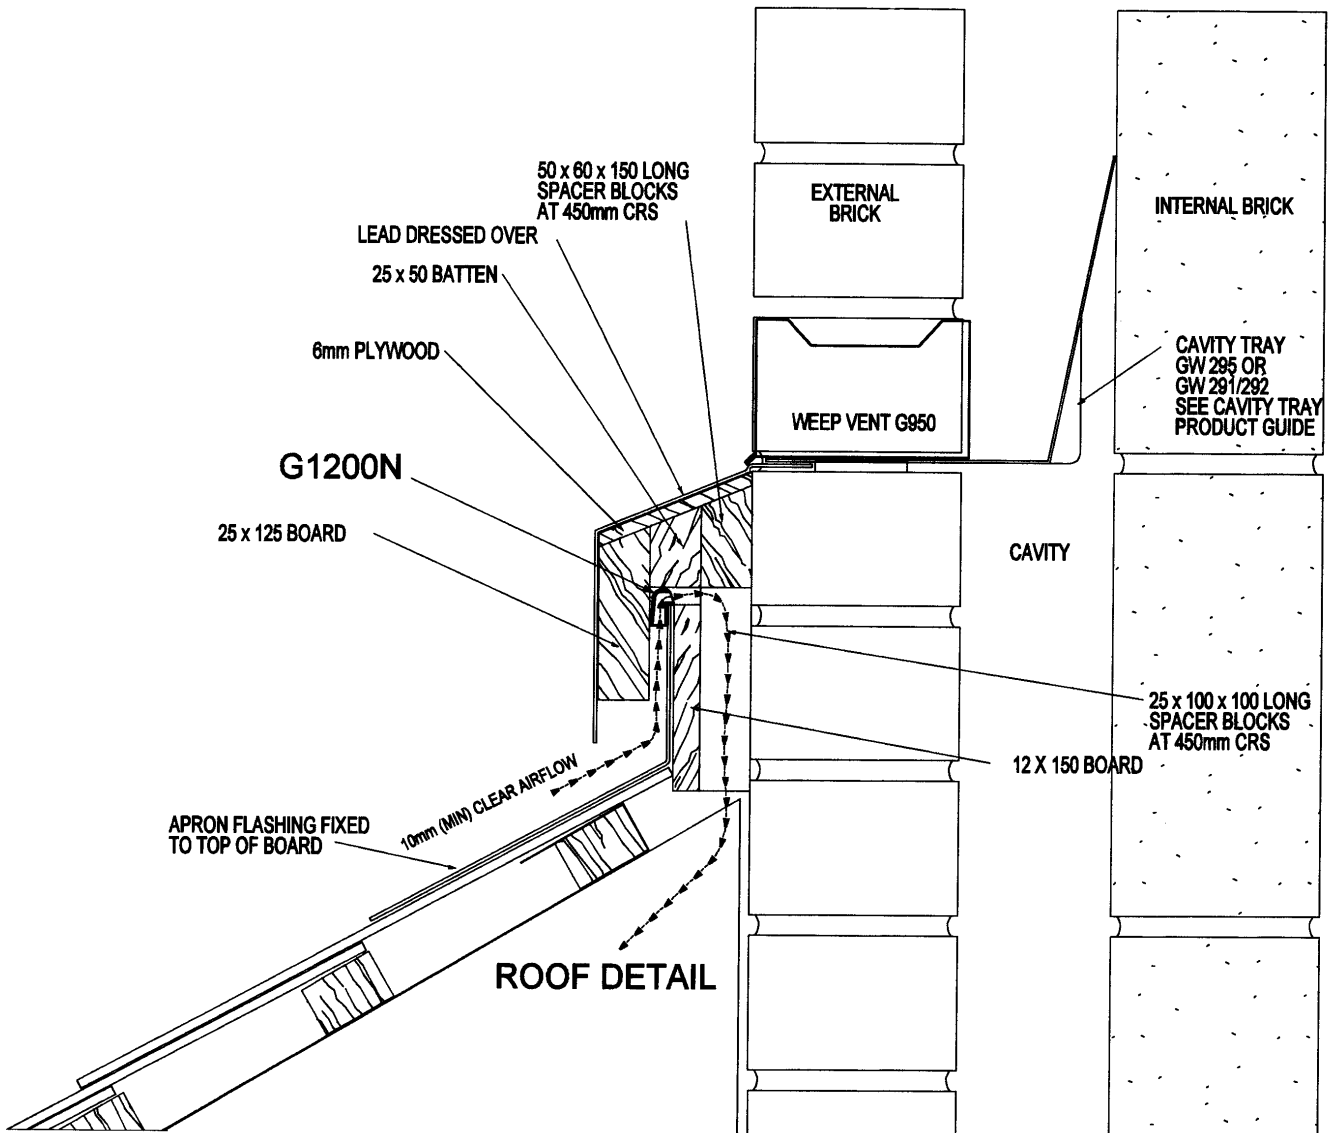 50 x 60 x 150 LONG
SPACER BLOCKS
AT 450mm CRS
LEAD DRESSED OVER
25 x 50 BATTEN
6mm PLYWOOD
G1200N
25 x 125 BOARD
EXTERNAL
BRICK
INTERNAL BRICK
CAVITY TRAY
GW 295 OR
GW 291/292
SEE CAVITY TRAY
PRODUCT GUIDE
WEEP VENT G950
CAVITY
25 x 100 x 100 LONG
SPACER BLOCKS
AT 450mm CRS
12 X 150 BOARD
10mm (MIN) CLEAR AIRFLOW
APRON FLASHING FIXED
TO TOP OF BOARD
ROOF DETAIL